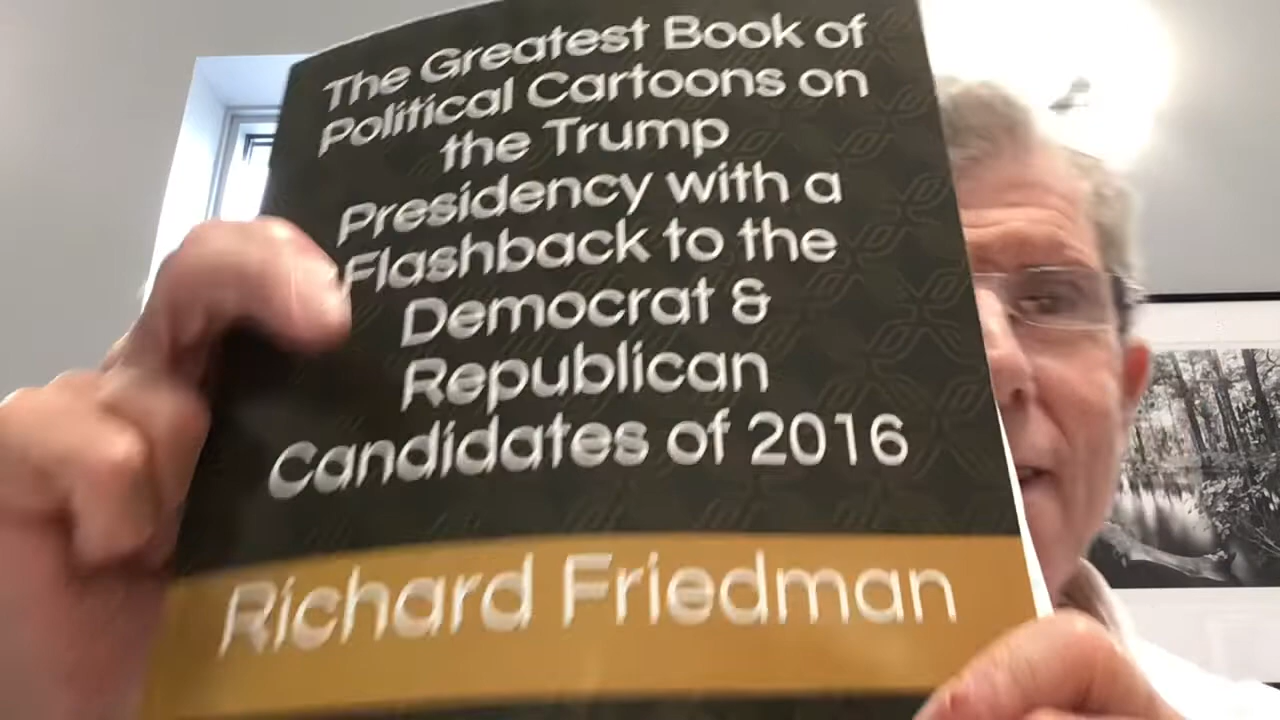 The Greatest Book of
Political Cartoons on
the Trump
Presidency with a
Flashback to the
Democrat &
Republican
Candidates of 2016
Richard Friedman